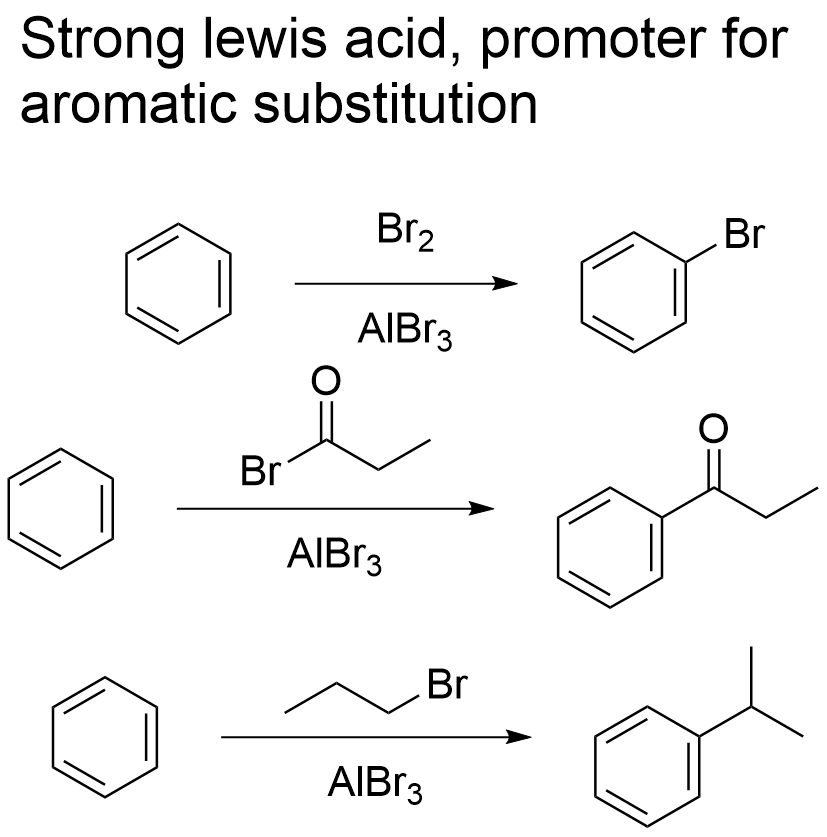 Strong lewis acid, promoter for
aromatic substitution
Br₂
Br
AlBr₃
O
O
Br
AlBr₃
Br
AlBr₃